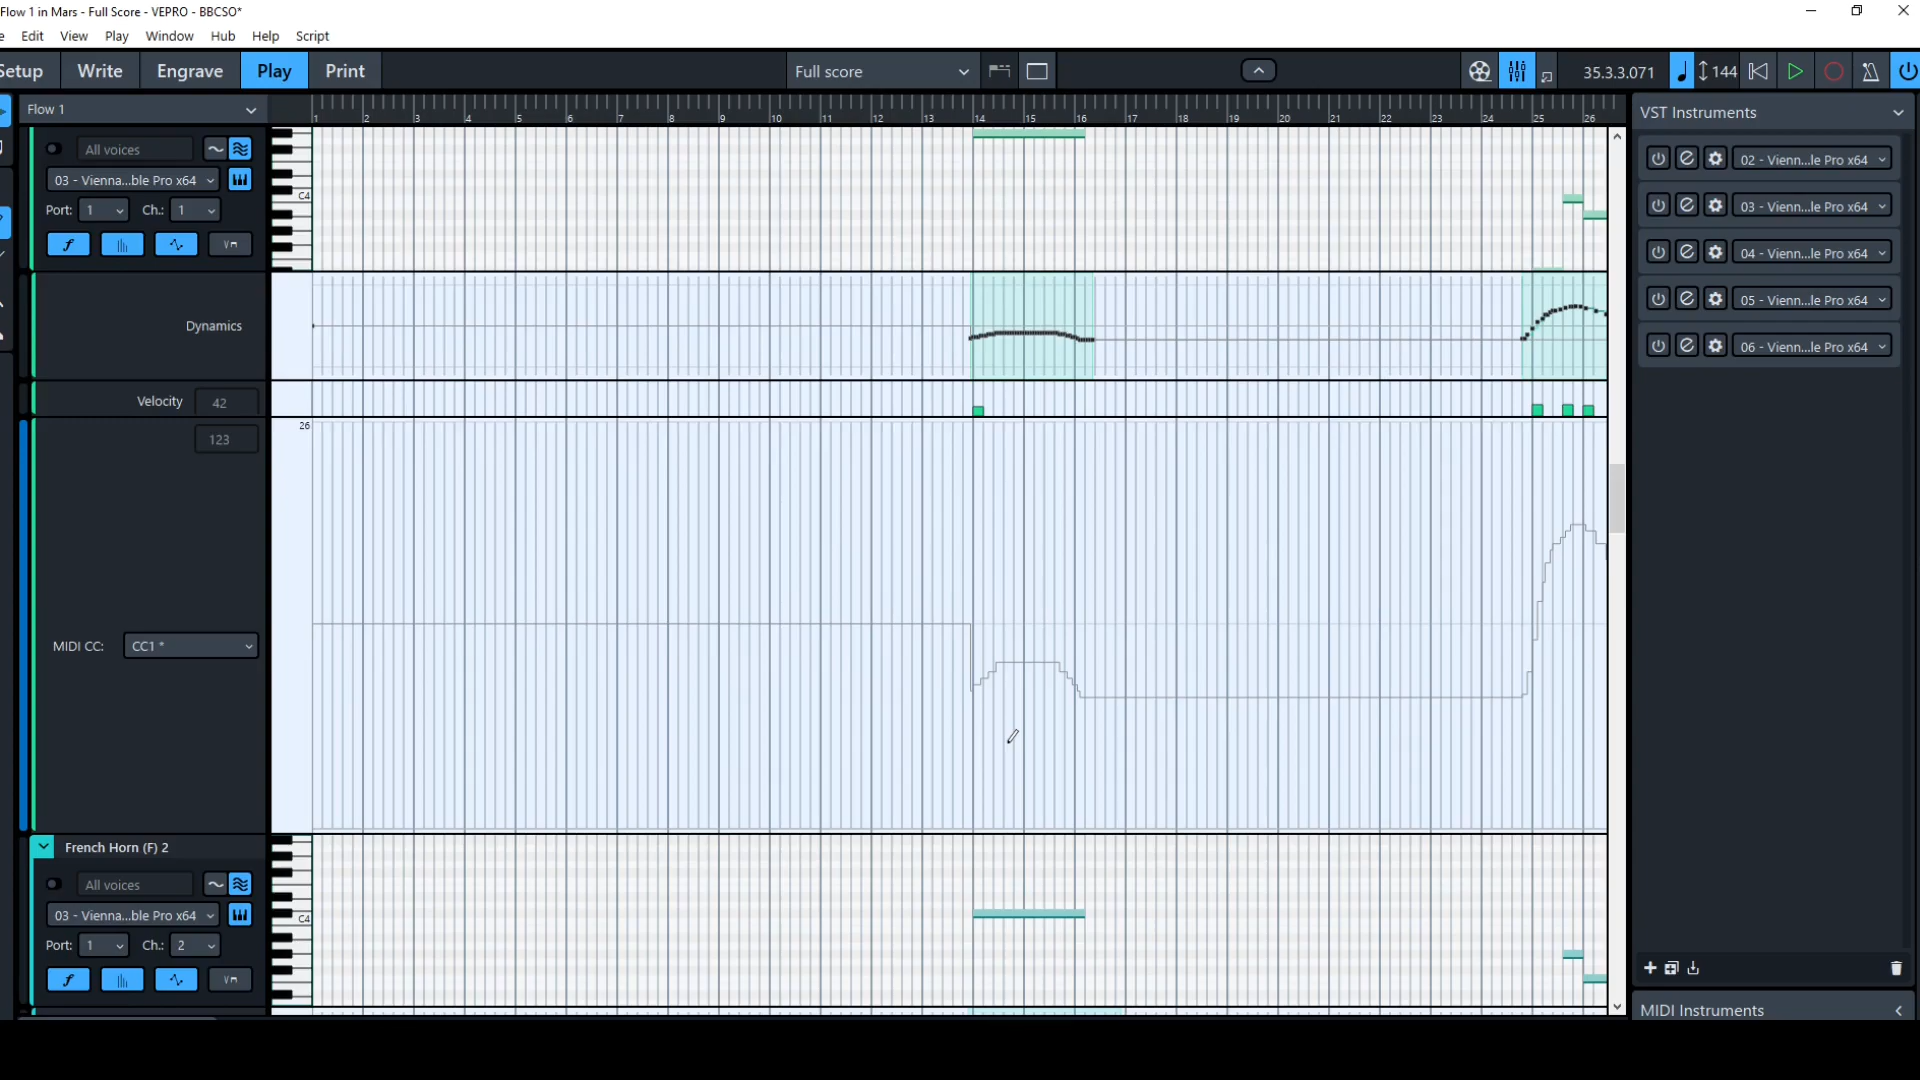 Flow 1 in Mars - Full Score - VEPRO - BBCSO*
e Edit View Play Window Hub Help Script
Setup Write Engrave Play Print Full score 35.3.3.071 144
Flow 1
1 2 3 4 5 6 7 8 9 10 11 12 13 14 15 16 17 18 19 20 21 22 23 24 25 26
VST Instruments
All voices
03 - Vienna...ble Pro x64
C4
Port: 1 Ch.: 1
02 - Vienn...le Pro x64
03 - Vienn...le Pro x64
04 - Vienn...le Pro x64
05 - Vienn...le Pro x64
06 - Vienn...le Pro x64
Dynamics
Velocity 42
26
123
MIDI CC: CC1 *
French Horn (F) 2
All voices
03 - Vienna...ble Pro x64
C4
Port: 1 Ch.: 2
MIDI Instruments